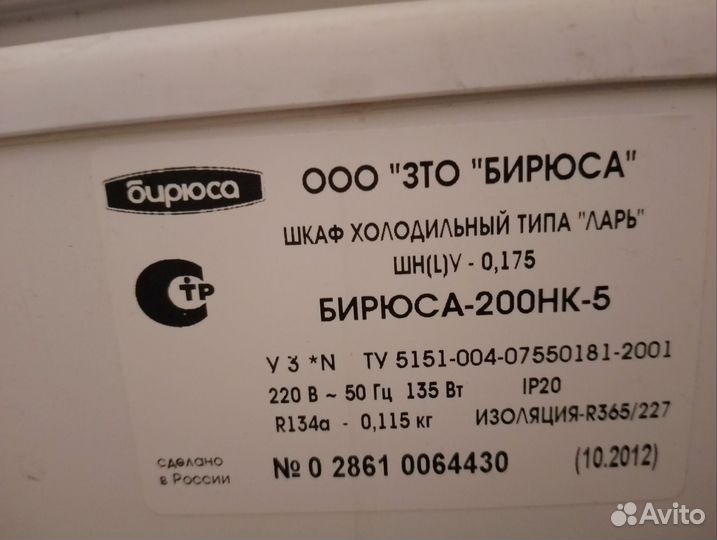 бирюса
ООО "ЗТО "БИРЮСА"
ШКАФ ХОЛОДИЛЬНЫЙ ТИПА "ЛАРЬ"
ШН(L)У - 0,175
БИРЮСА-200НК-5
СТР
У 3 *N ТУ 5151-004-07550181-2001
220 В ~ 50 Гц 135 Вт IP20
R134a - 0,115 кг ИЗОЛЯЦИЯ-R365/227
сделано
в России
№ 0 2861 0064430 (10.2012)
Avito